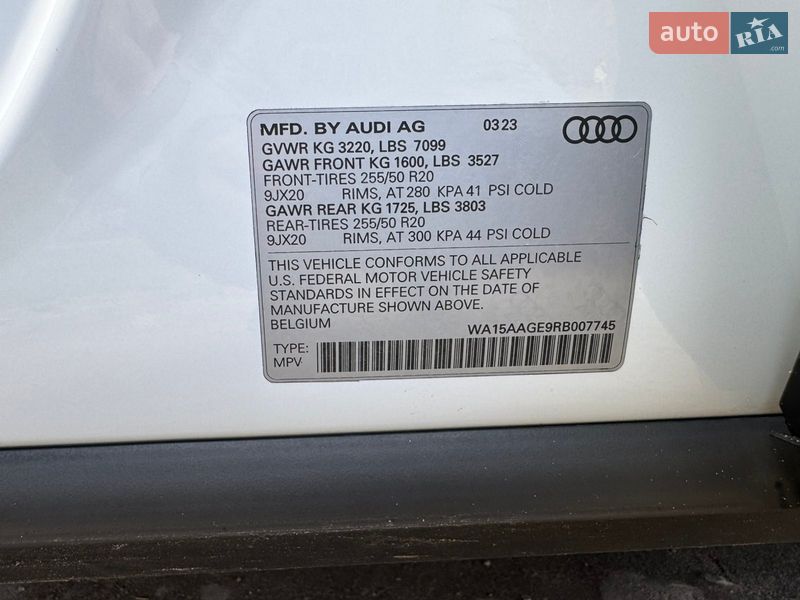 auto RIA
MFD. BY AUDI AG 03 23
GVWR KG 3220, LBS 7099
GAWR FRONT KG 1600, LBS 3527
FRONT-TIRES 255/50 R20
9JX20 RIMS, AT 280 KPA 41 PSI COLD
GAWR REAR KG 1725, LBS 3803
REAR-TIRES 255/50 R20
9JX20 RIMS, AT 300 KPA 44 PSI COLD
THIS VEHICLE CONFORMS TO ALL APPLICABLE
U.S. FEDERAL MOTOR VEHICLE SAFETY
STANDARDS IN EFFECT ON THE DATE OF
MANUFACTURE SHOWN ABOVE.
BELGIUM WA15AAGE9RB007745
TYPE:
MPV